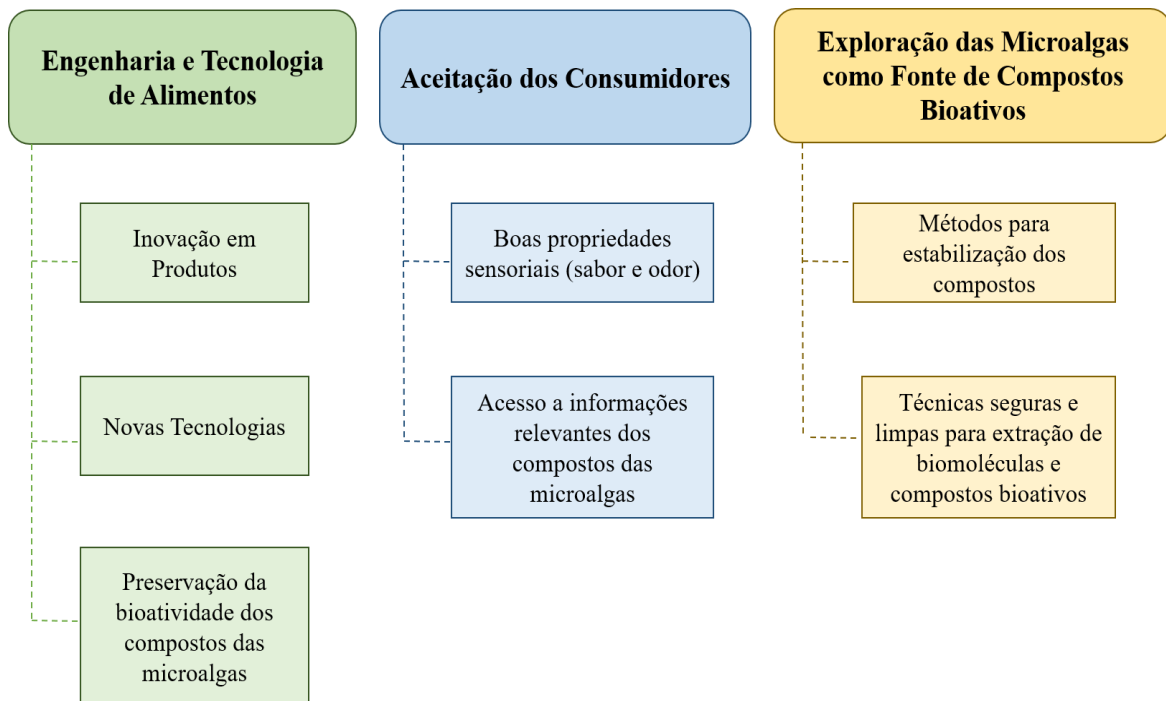 Engenharia e Tecnologia
de Alimentos
Inovação em
Produtos
Novas Tecnologias
Preservação da
bioatividade dos
compostos das
microalgas
Aceitação dos Consumidores
Boas propriedades
sensoriais (sabor e odor)
Acesso a informações
relevantes dos
compostos das
microalgas
Exploração das Microalgas
como Fonte de Compostos
Bioativos
Métodos para
estabilização dos
compostos
Técnicas seguras e
limpas para extração de
biomoléculas e
compostos bioativos